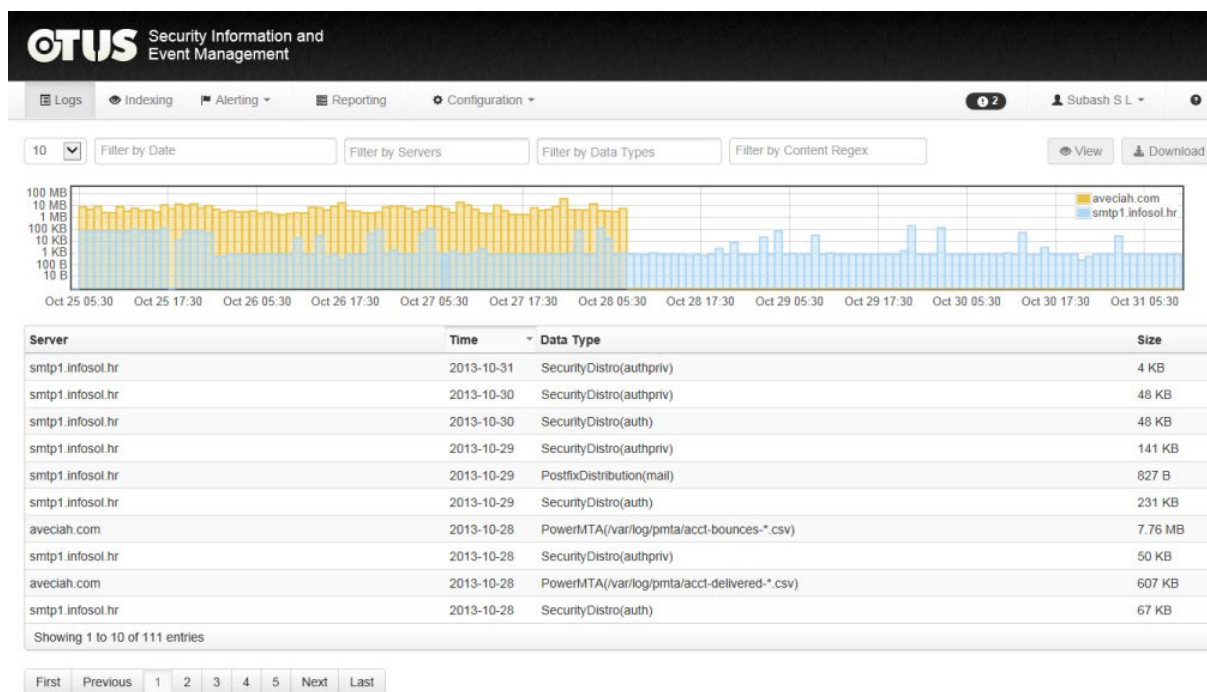 OTUS Security Information and
Event Management
Logs Indexing Alerting Reporting Configuration 2 Subash S L
10 Filter by Date Filter by Servers Filter by Data Types Filter by Content Regex View Download
100 MB
10 MB
1 MB
100 KB
10 KB
1 KB
100 B
10 B
aveciah.com
smtp1.infosol.hr
Oct 25 05:30 Oct 25 17:30 Oct 26 05:30 Oct 26 17:30 Oct 27 05:30 Oct 27 17:30 Oct 28 05:30 Oct 28 17:30 Oct 29 05:30 Oct 29 17:30 Oct 30 05:30 Oct 30 17:30 Oct 31 05:30
Server Time Data Type Size
smtp1.infosol.hr 2013-10-31 SecurityDistro(authpriv) 4 KB
smtp1.infosol.hr 2013-10-30 SecurityDistro(authpriv) 48 KB
smtp1.infosol.hr 2013-10-30 SecurityDistro(auth) 48 KB
smtp1.infosol.hr 2013-10-29 SecurityDistro(authpriv) 141 KB
smtp1.infosol.hr 2013-10-29 PostfixDistribution(mail) 827 B
smtp1.infosol.hr 2013-10-29 SecurityDistro(auth) 231 KB
aveciah.com 2013-10-28 PowerMTA(/var/log/pmta/acct-bounces-*.csv) 7.76 MB
smtp1.infosol.hr 2013-10-28 SecurityDistro(authpriv) 50 KB
aveciah.com 2013-10-28 PowerMTA(/var/log/pmta/acct-delivered-*.csv) 607 KB
smtp1.infosol.hr 2013-10-28 SecurityDistro(auth) 67 KB
Showing 1 to 10 of 111 entries
First Previous 1 2 3 4 5 Next Last